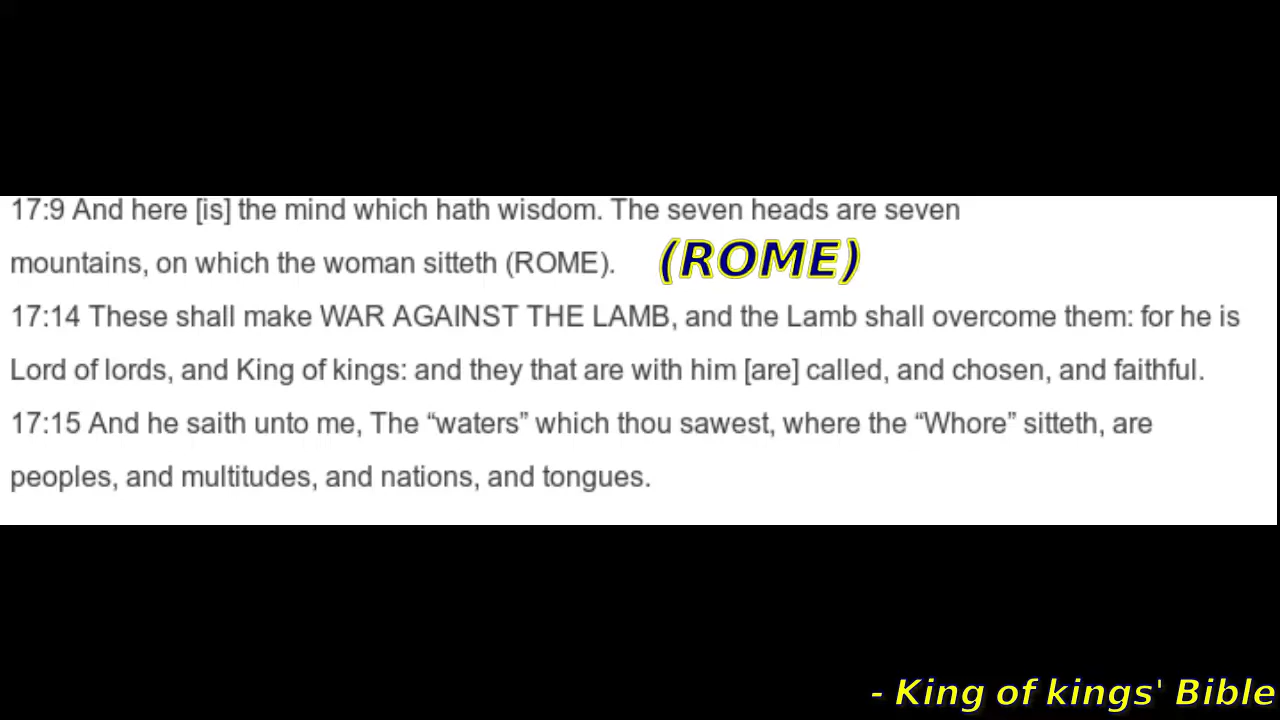 17:9 And here [is] the mind which hath wisdom. The seven heads are seven
mountains, on which the woman sitteth (ROME). (ROME)
17:14 These shall make WAR AGAINST THE LAMB, and the Lamb shall overcome them: for he is
Lord of lords, and King of kings: and they that are with him [are] called, and chosen, and faithful.
17:15 And he saith unto me, The “waters” which thou sawest, where the “Whore” sitteth, are
peoples, and multitudes, and nations, and tongues.
- King of kings' Bible